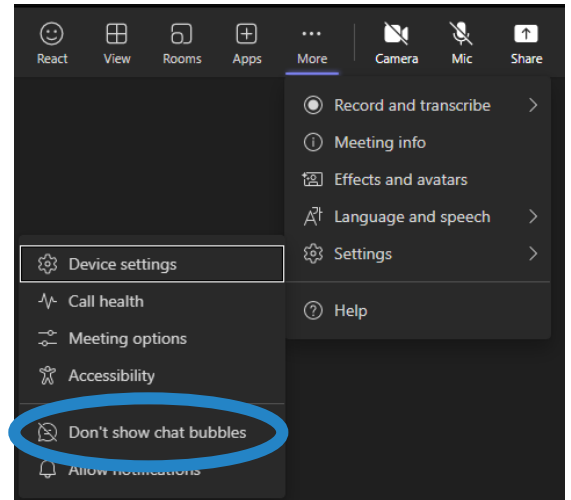 React View Rooms Apps More Camera Mic Share
Record and transcribe
Meeting info
Effects and avatars
Language and speech
Settings
Help
Device settings
Call health
Meeting options
Accessibility
Don't show chat bubbles
Allow notifications